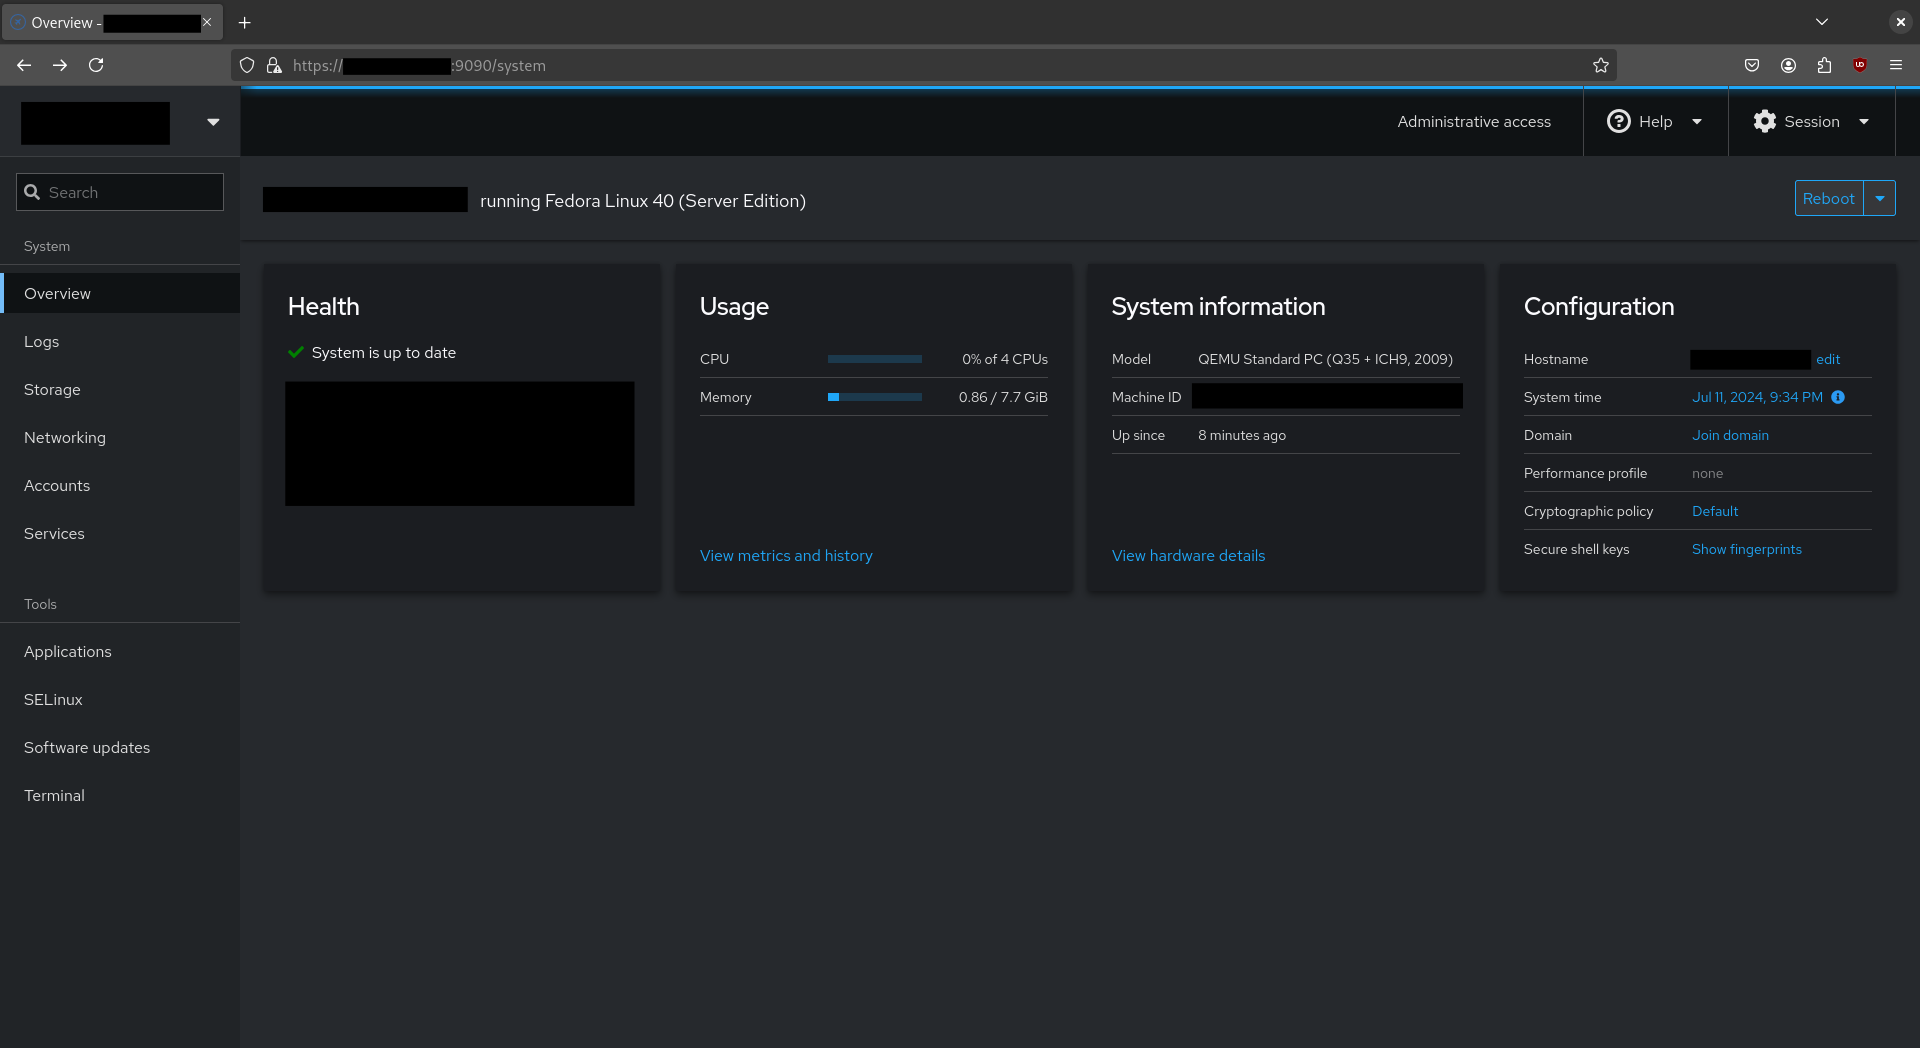 Overview -
https://
:9090/system
Administrative access
Help
Session
Search
running Fedora Linux 40 (Server Edition)
Reboot
System
Overview
Logs
Storage
Networking
Accounts
Services
Tools
Applications
SELinux
Software updates
Terminal
Health
System is up to date
Usage
CPU 0% of 4 CPUs
Memory 0.86 / 7.7 GiB
View metrics and history
System information
Model QEMU Standard PC (Q35 + ICH9, 2009)
Machine ID
Up since 8 minutes ago
View hardware details
Configuration
Hostname edit
System time Jul 11, 2024, 9:34 PM
Domain Join domain
Performance profile none
Cryptographic policy Default
Secure shell keys Show fingerprints